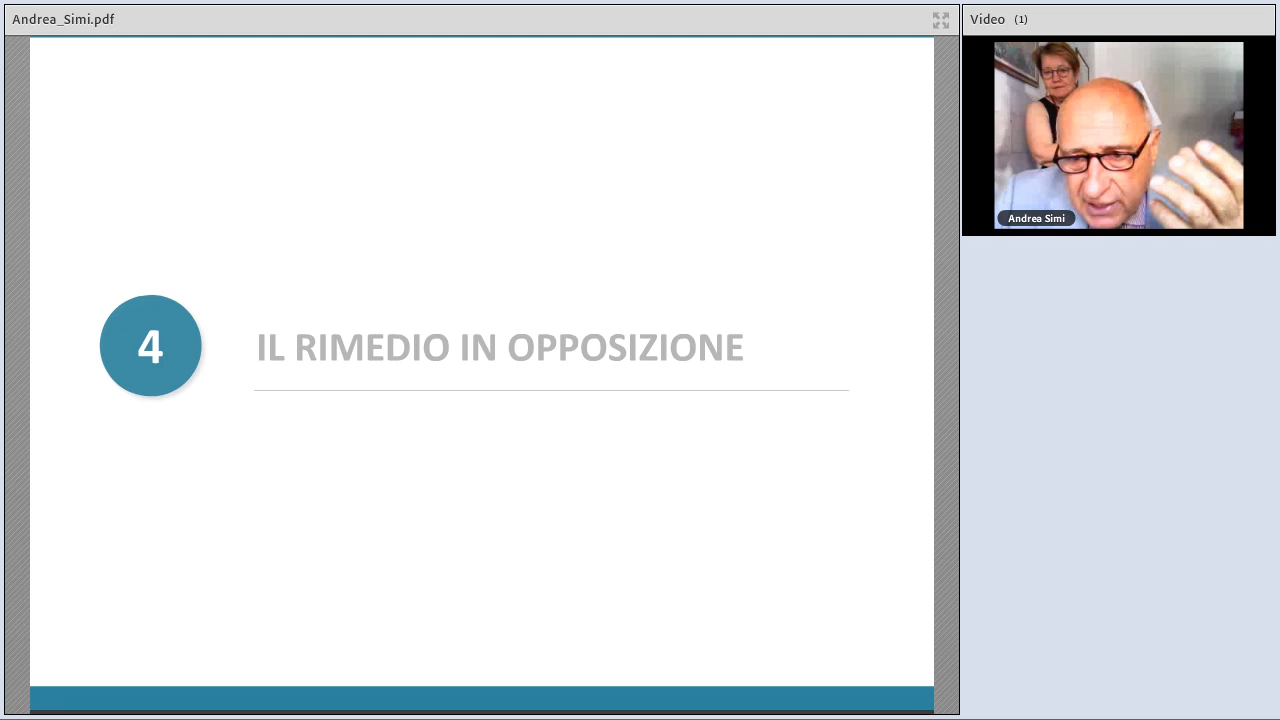 Andrea_Simi.pdf
Video (1)
Andrea Simi
4
IL RIMEDIO IN OPPOSIZIONE